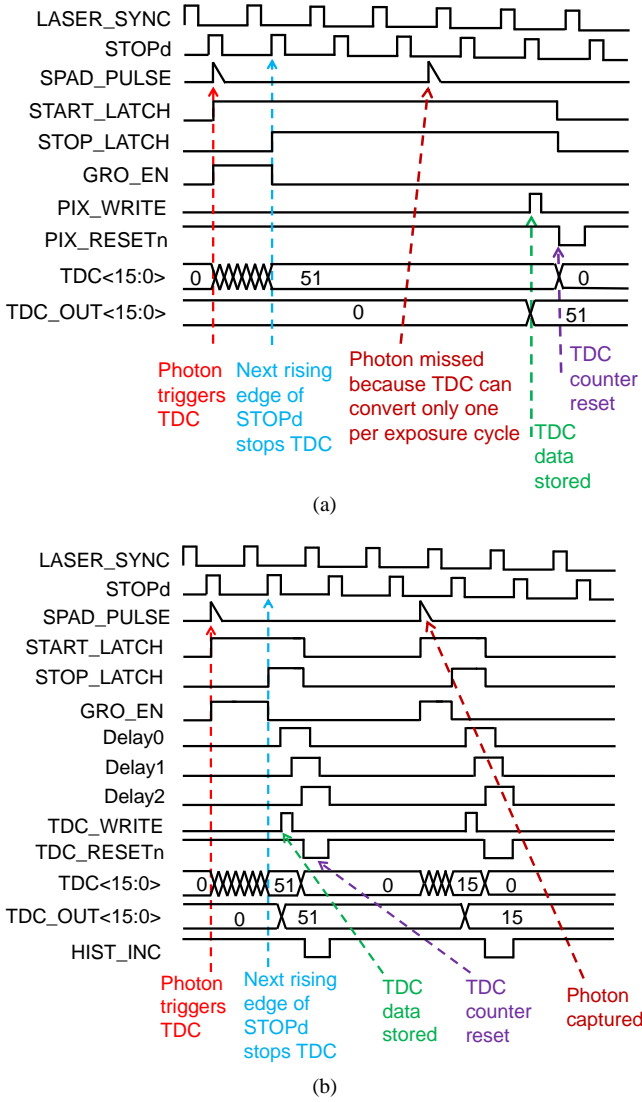 LASER_SYNC
STOPd
SPAD_PULSE
START_LATCH
STOP_LATCH
GRO_EN
PIX_WRITE
PIX_RESETn
TDC<15:0> 0 51 0
TDC_OUT<15:0> 0 51
Photon
triggers
TDC
Next rising
edge of
STOPd
stops TDC
Photon missed
because TDC can
convert only one
per exposure cycle
TDC
data
stored
TDC
counter
reset
(a)
LASER_SYNC
STOPd
SPAD_PULSE
START_LATCH
STOP_LATCH
GRO_EN
Delay0
Delay1
Delay2
TDC_WRITE
TDC_RESETn
TDC<15:0> 0 51 0 15 0
TDC_OUT<15:0> 0 51 15
HIST_INC
Photon
triggers
TDC
Next rising
edge of
STOPd
stops TDC
TDC
data
stored
TDC
counter
reset
Photon
captured
(b)